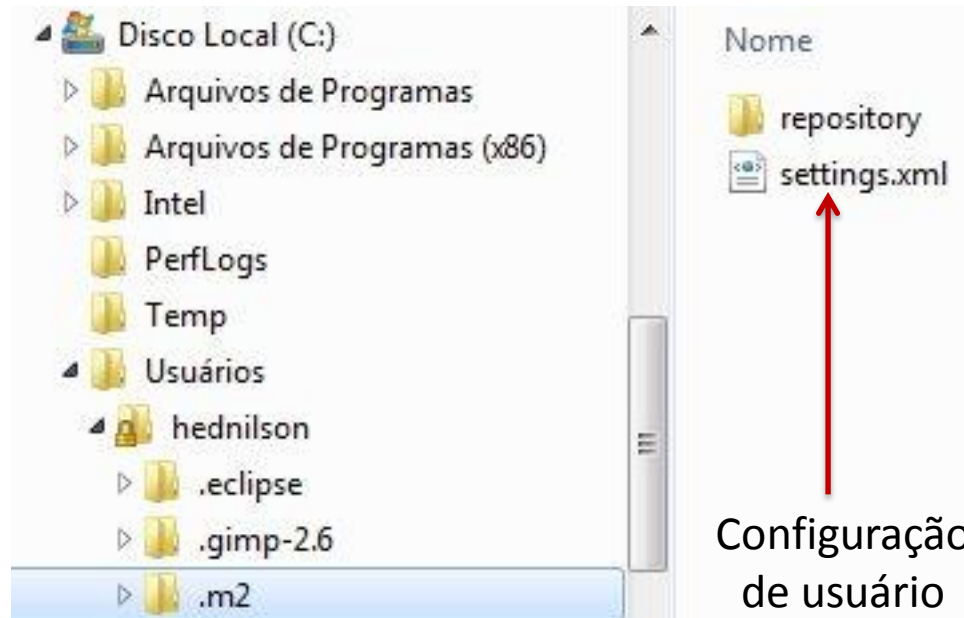 Disco Local (C:)
Arquivos de Programas
Arquivos de Programas (x86)
Intel
PerfLogs
Temp
Usuários
hednilson
.eclipse
.gimp-2.6
.m2
Nome
repository
settings.xml
Configuração
de usuário